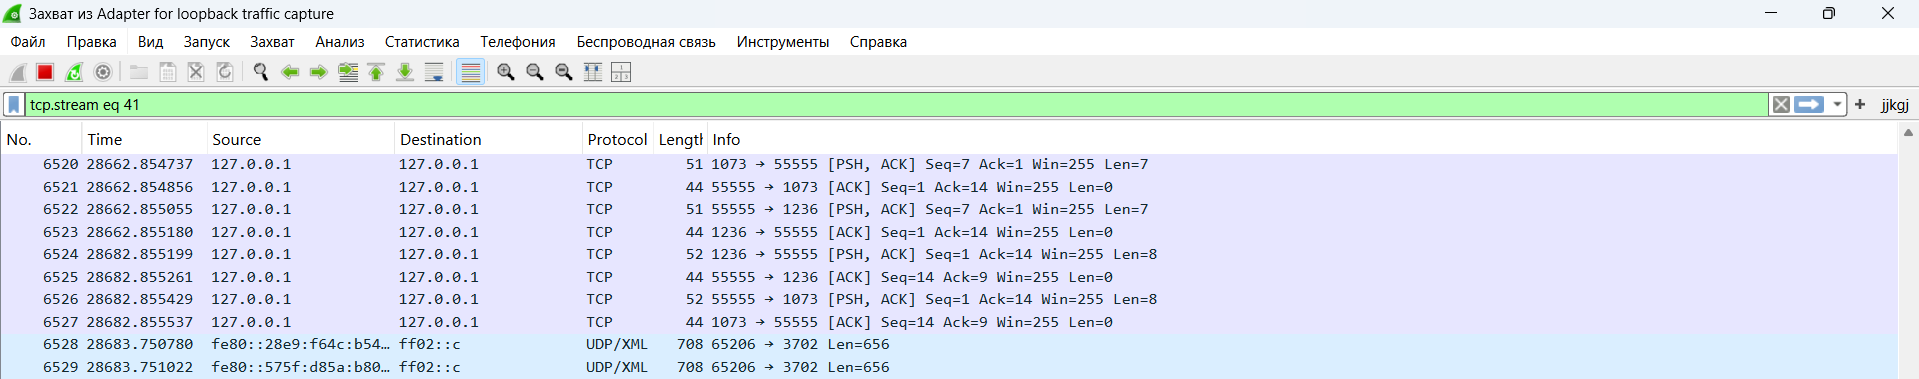 Захват из Adapter for loopback traffic capture
Файл Правка Вид Запуск Захват Анализ Статистика Телефония Беспроводная связь Инструменты Справка
tcp.stream eq 41 jjkgj
No. Time Source Destination Protocol Length Info
6520 28662.854737 127.0.0.1 127.0.0.1 TCP 51 1073 → 55555 [PSH, ACK] Seq=7 Ack=1 Win=255 Len=7
6521 28662.854856 127.0.0.1 127.0.0.1 TCP 44 55555 → 1073 [ACK] Seq=1 Ack=14 Win=255 Len=0
6522 28662.855055 127.0.0.1 127.0.0.1 TCP 51 55555 → 1236 [PSH, ACK] Seq=7 Ack=1 Win=255 Len=7
6523 28662.855180 127.0.0.1 127.0.0.1 TCP 44 1236 → 55555 [ACK] Seq=1 Ack=14 Win=255 Len=0
6524 28682.855199 127.0.0.1 127.0.0.1 TCP 52 1236 → 55555 [PSH, ACK] Seq=1 Ack=14 Win=255 Len=8
6525 28682.855261 127.0.0.1 127.0.0.1 TCP 44 55555 → 1236 [ACK] Seq=14 Ack=9 Win=255 Len=0
6526 28682.855429 127.0.0.1 127.0.0.1 TCP 52 55555 → 1073 [PSH, ACK] Seq=1 Ack=14 Win=255 Len=8
6527 28682.855537 127.0.0.1 127.0.0.1 TCP 44 1073 → 55555 [ACK] Seq=14 Ack=9 Win=255 Len=0
6528 28683.750780 fe80::28e9:f64c:b54… ff02::c UDP/XML 708 65206 → 3702 Len=656
6529 28683.751022 fe80::575f:d85a:b80… ff02::c UDP/XML 708 65206 → 3702 Len=656